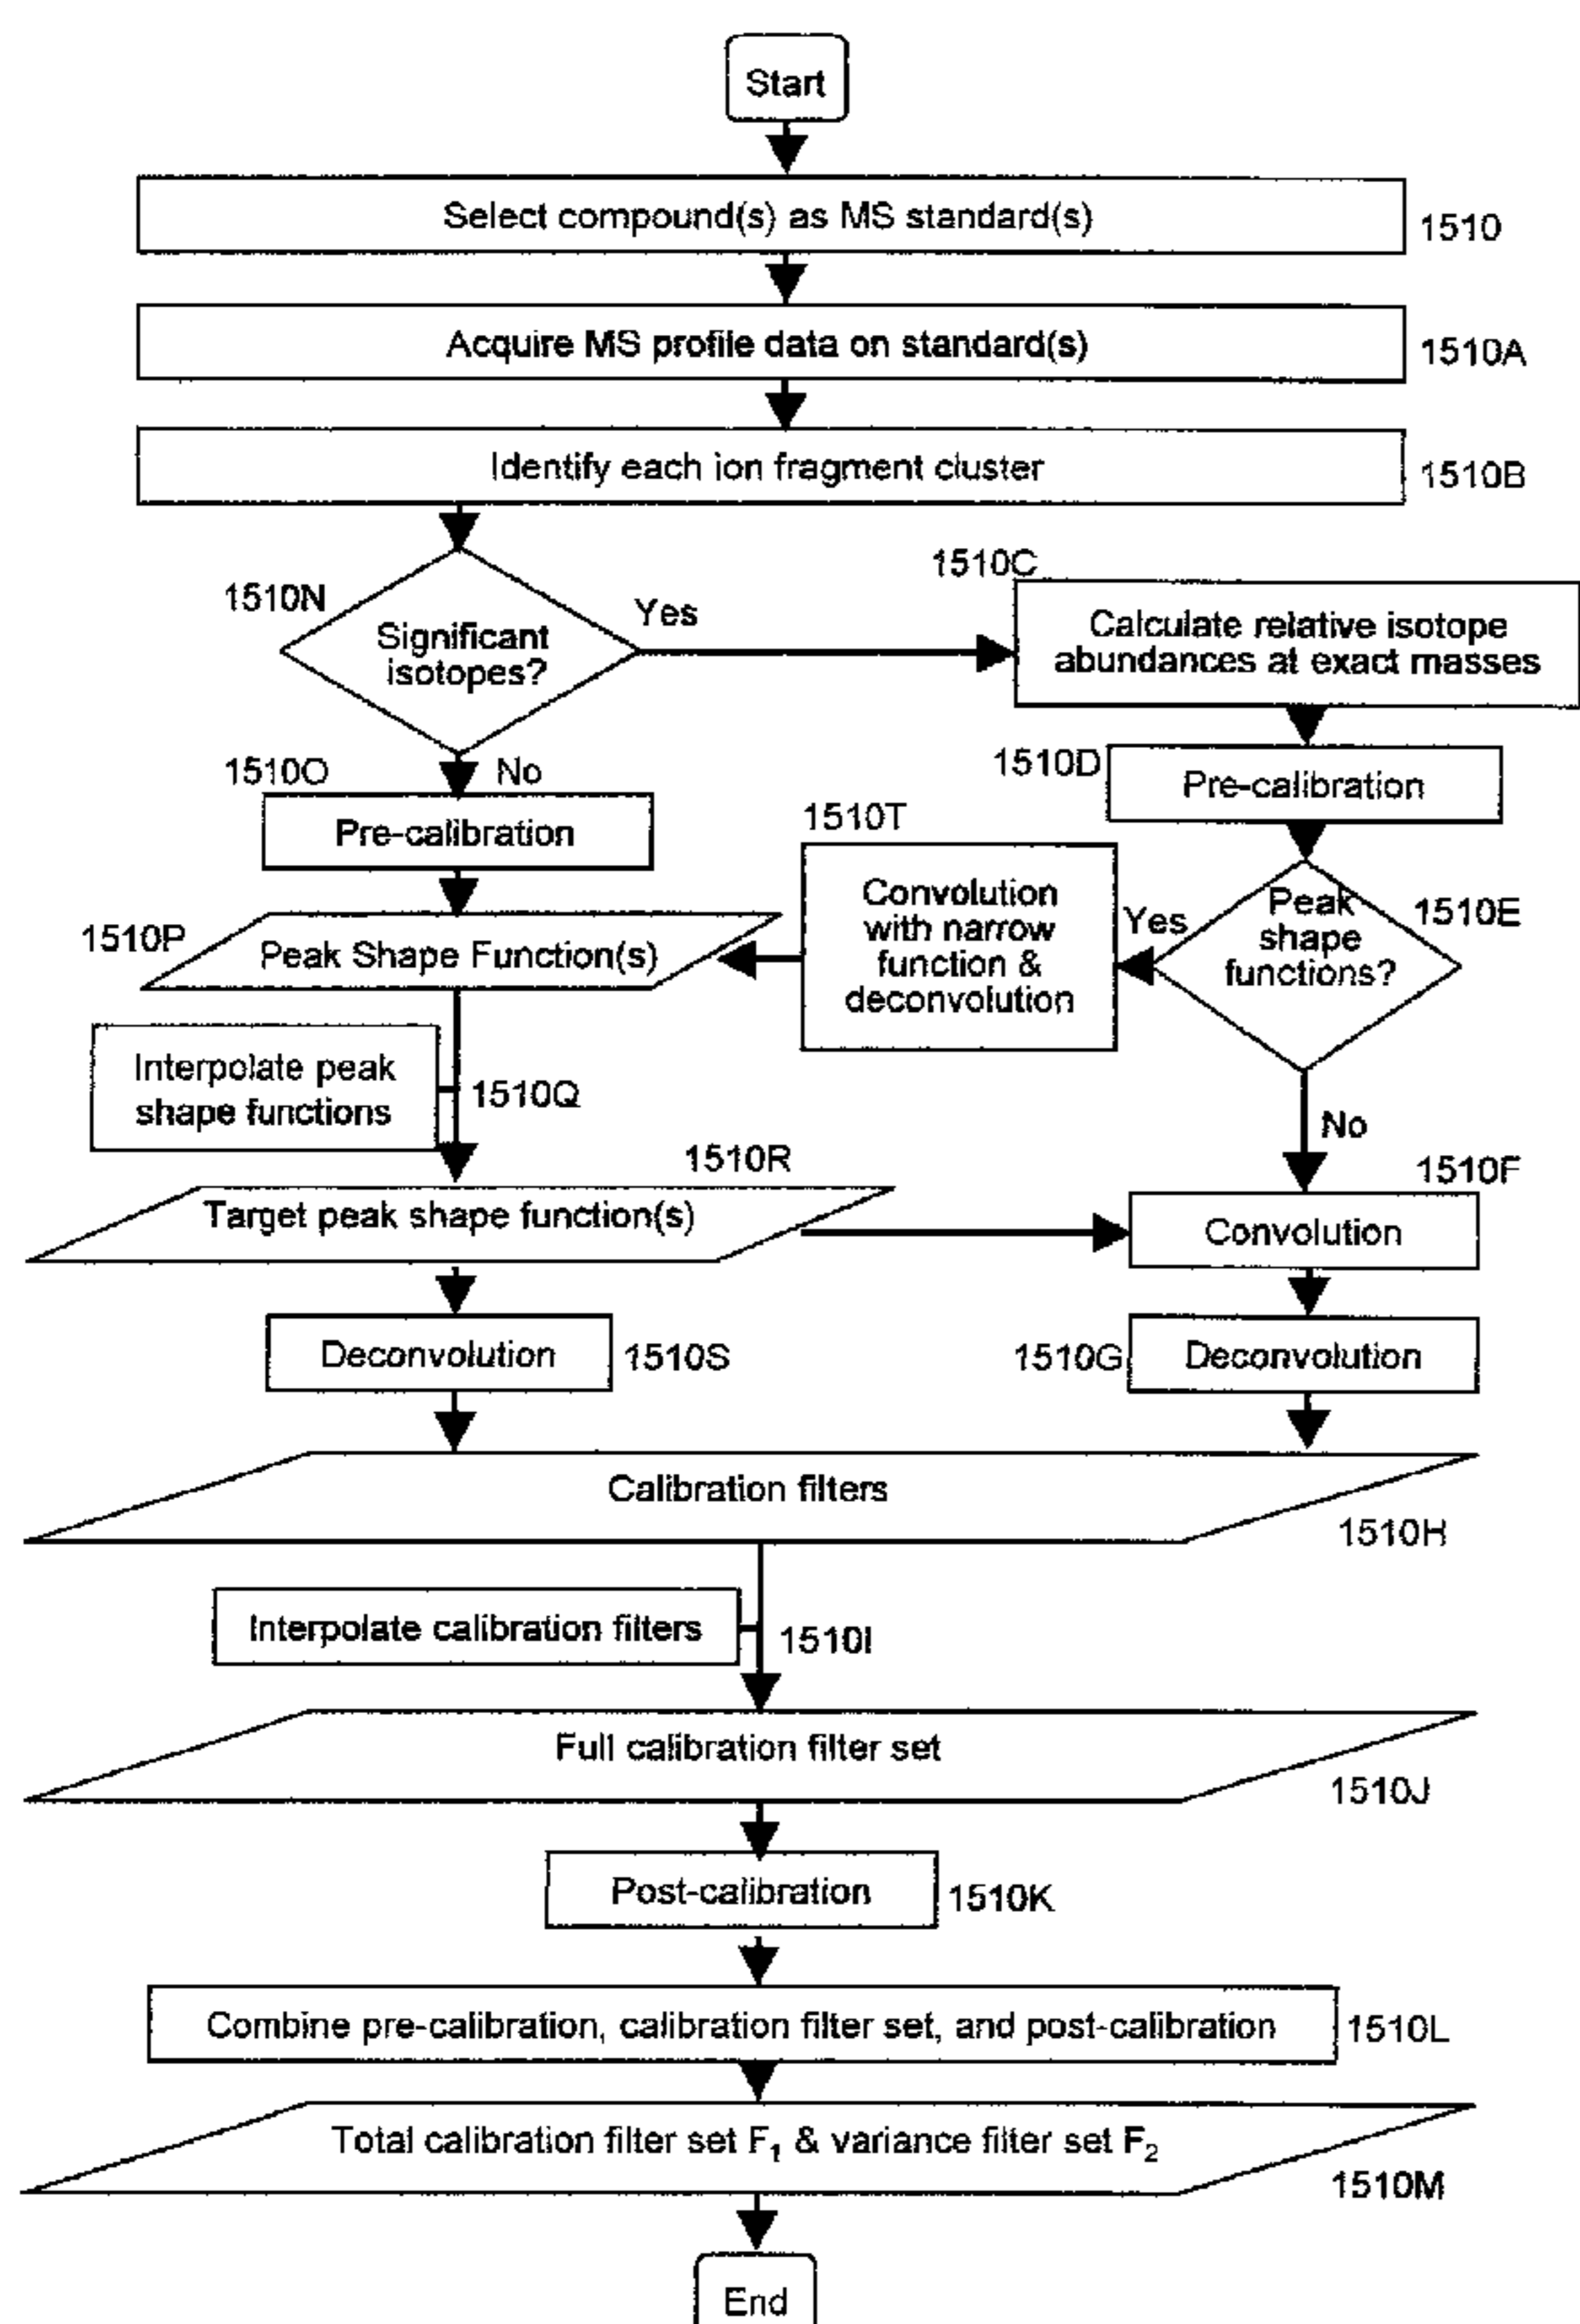 Start
Select compound(s) as MS standard(s)
1510
Acquire MS profile data on standard(s)
1510A
Identify each ion fragment cluster
1510B
1510N
Significant
isotopes?
Yes
1510C
Calculate relative isotope
abundances at exact masses
1510O
No
1510D
Pre-calibration
Pre-calibration
1510T
Convolution
with narrow
function &
deconvolution
Yes
Peak
shape
functions?
1510E
1510P
Peak Shape Function(s)
Interpolate peak
shape functions
1510Q
No
1510R
1510F
Target peak shape function(s)
Convolution
Deconvolution
1510S
1510G
Deconvolution
Calibration filters
1510H
Interpolate calibration filters
1510I
Full calibration filter set
1510J
Post-calibration
1510K
Combine pre-calibration, calibration filter set, and post-calibration
1510L
Total calibration filter set F₁ & variance filter set F₂
1510M
End